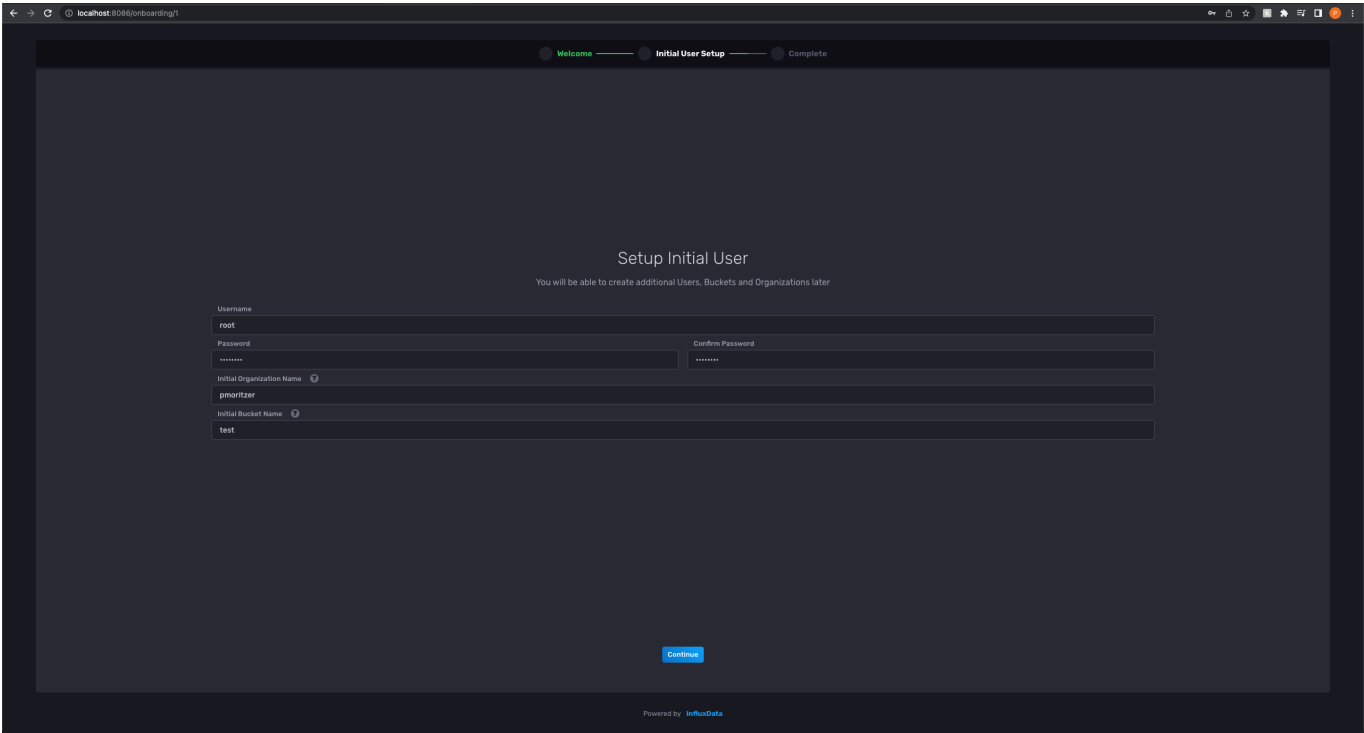 localhost:8086/onboarding/1
Welcome Initial User Setup Complete
Setup Initial User
You will be able to create additional Users, Buckets and Organizations later
Username
root
Password Confirm Password
•••••••• ••••••••
Initial Organization Name ?
pmoritzer
Initial Bucket Name ?
test
Continue
Powered by InfluxData